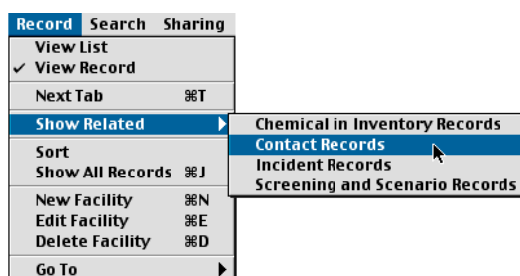 Record Search Sharing
View List
✓ View Record
Next Tab ⌘T
Show Related
Chemical in Inventory Records
Contact Records
Incident Records
Screening and Scenario Records
Sort
Show All Records ⌘J
New Facility ⌘N
Edit Facility ⌘E
Delete Facility ⌘D
Go To